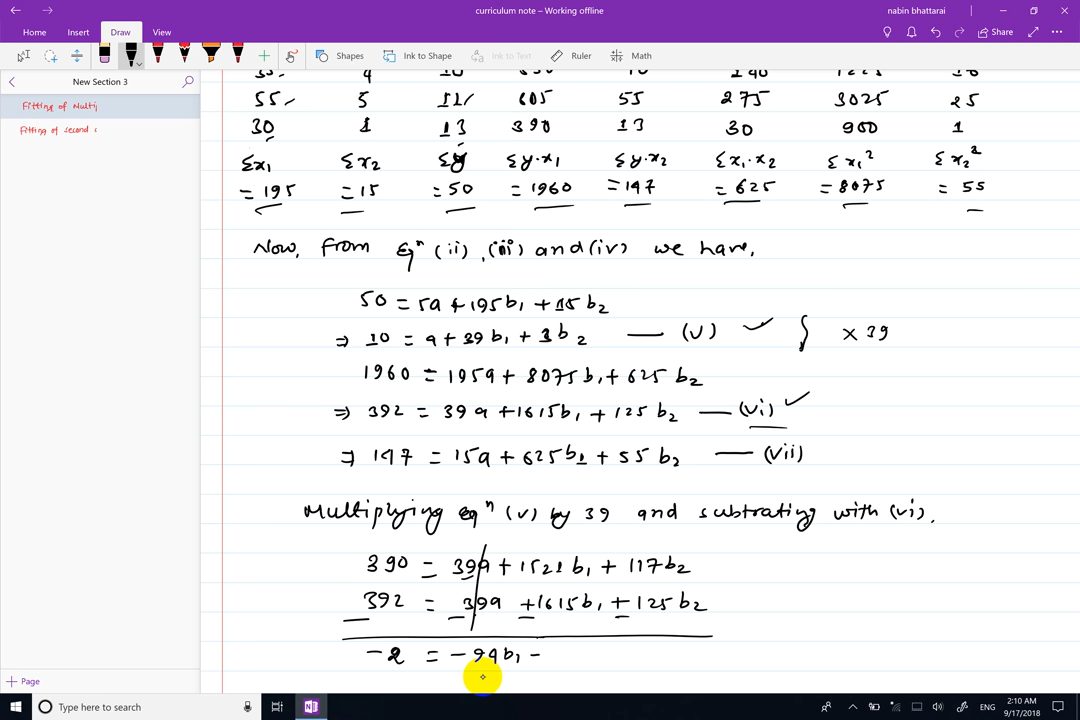 curriculum note – Working offline
nabin bhattarai
Home Insert Draw View
Share
Shapes Ink to Shape Ink to Text Ruler Math
New Section 3
Fitting of Multi
Fitting of second
55 5 11 605 55 275 3025 25
30 1 13 390 13 30 900 1
Σx₁ Σx₂ Σy Σy·x₁ Σy·x₂ Σx₁·x₂ Σx₁² Σx₂²
= 195 = 15 = 50 = 1960 = 147 = 625 = 8075 = 55
Now, from Eqⁿ (ii), (iii) and (iv) we have,
50 = 5a + 195b₁ + 15b₂
⇒ 10 = a + 39b₁ + 3b₂ — (v) ✓ } × 39
1960 = 195a + 8075b₁ + 625b₂
⇒ 392 = 39a + 1615b₁ + 125b₂ — (vi) ✓
⇒ 147 = 15a + 625b₁ + 55b₂ — (vii)
Multiplying eqⁿ (v) by 39 and subtrating with (vi).
390 = 39a + 1521b₁ + 117b₂
392 = 39a + 1615b₁ + 125b₂
-2 = -94b₁ -
Page
Type here to search
ENG
2:10 AM
9/17/2018